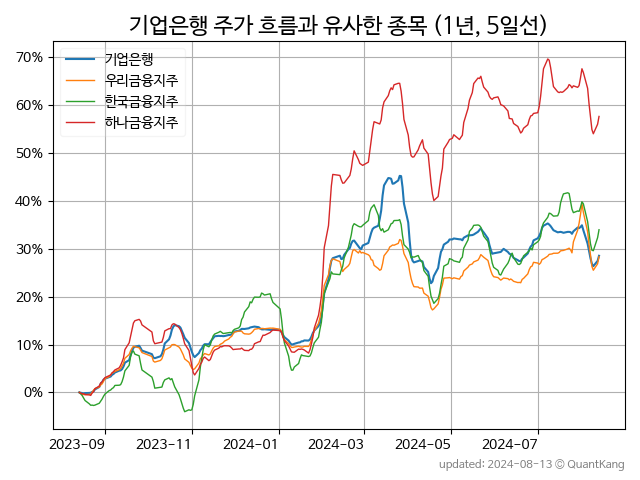 기업은행 주가 흐름과 유사한 종목 (1년, 5일선)
기업은행
우리금융지주
한국금융지주
하나금융지주
70%
60%
50%
40%
30%
20%
10%
0%
2023-09 2023-11 2024-01 2024-03 2024-05 2024-07
updated: 2024-08-13 © QuantKang